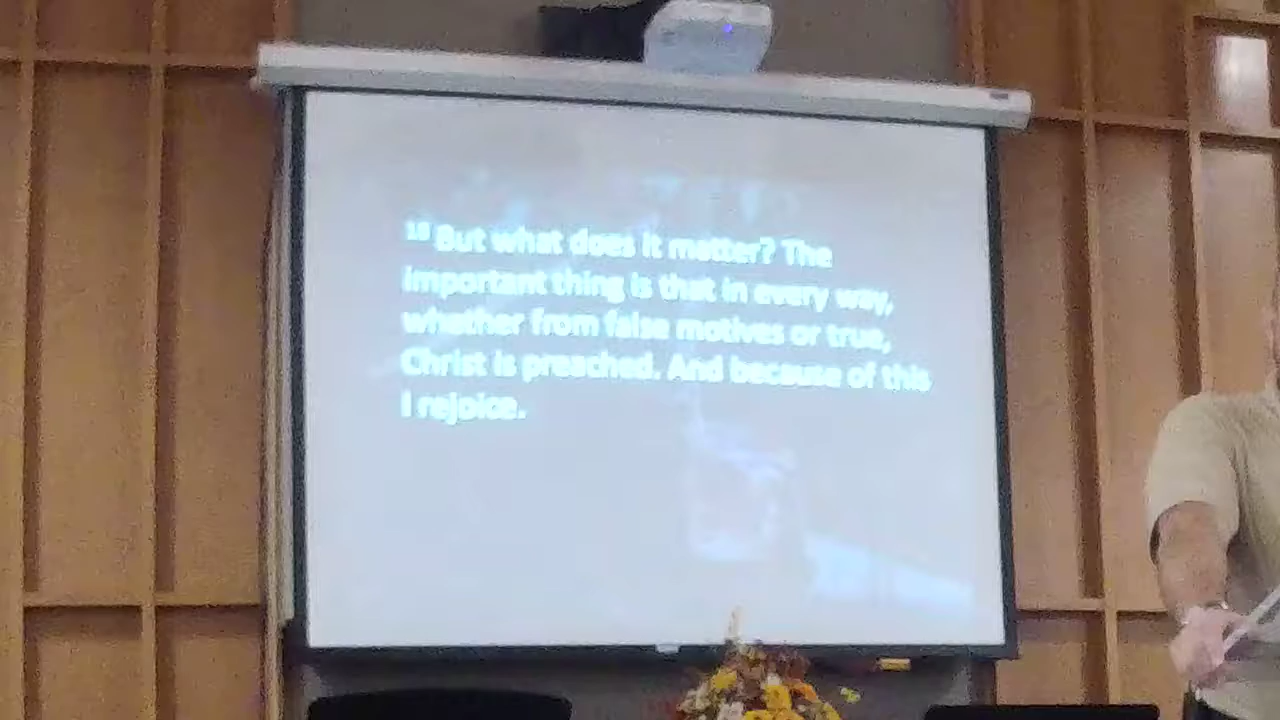 18 But what does it matter? The
important thing is that in every way,
whether from false motives or true,
Christ is preached. And because of this
I rejoice.